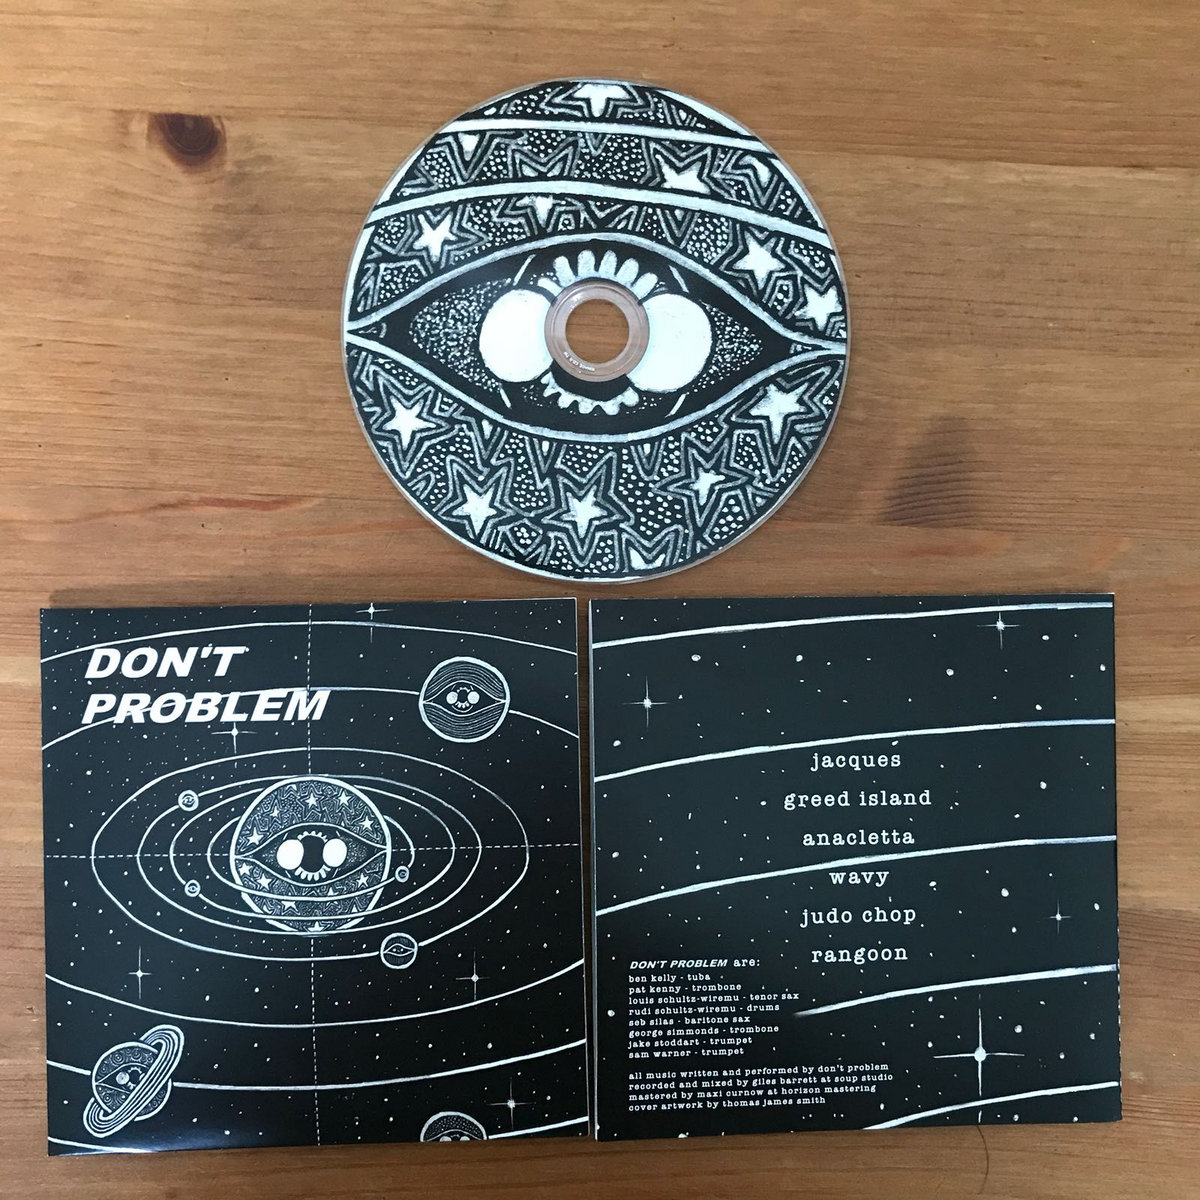 DON'T
PROBLEM
jacques
greed island
anacletta
wavy
judo chop
rangoon
DON'T PROBLEM are:
ben kelly - tuba
pat kenny - trombone
louis schultz-wiremu - tenor sax
rudi schultz-wiremu - drums
seb silas - baritone sax
george simmonds - trombone
jake stoddart - trumpet
sam warner - trumpet
all music written and performed by don't problem
recorded and mixed by giles barrett at soup studio
mastered by maxi curnow at horizon mastering
cover artwork by thomas james smith